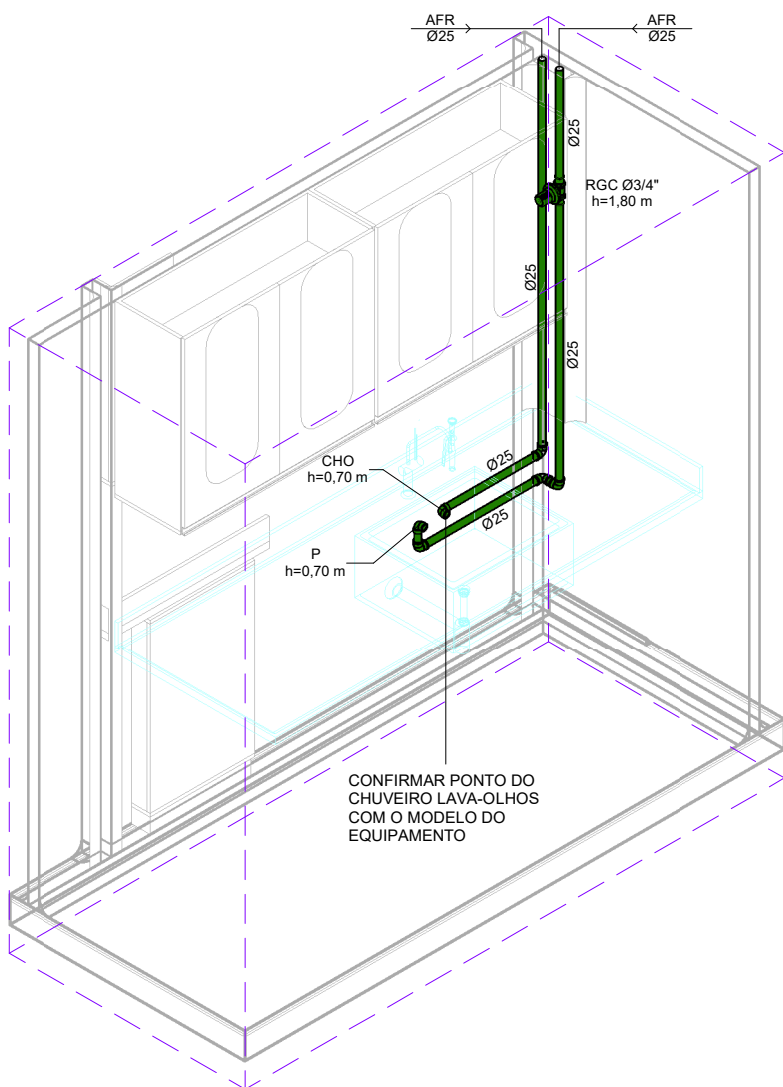 AFR
Ø25
AFR
Ø25
Ø25
RGC Ø3/4"
h=1,80 m
Ø25
Ø25
CHO
h=0,70 m
Ø25
Ø25
P
h=0,70 m
CONFIRMAR PONTO DO
CHUVEIRO LAVA-OLHOS
COM O MODELO DO
EQUIPAMENTO